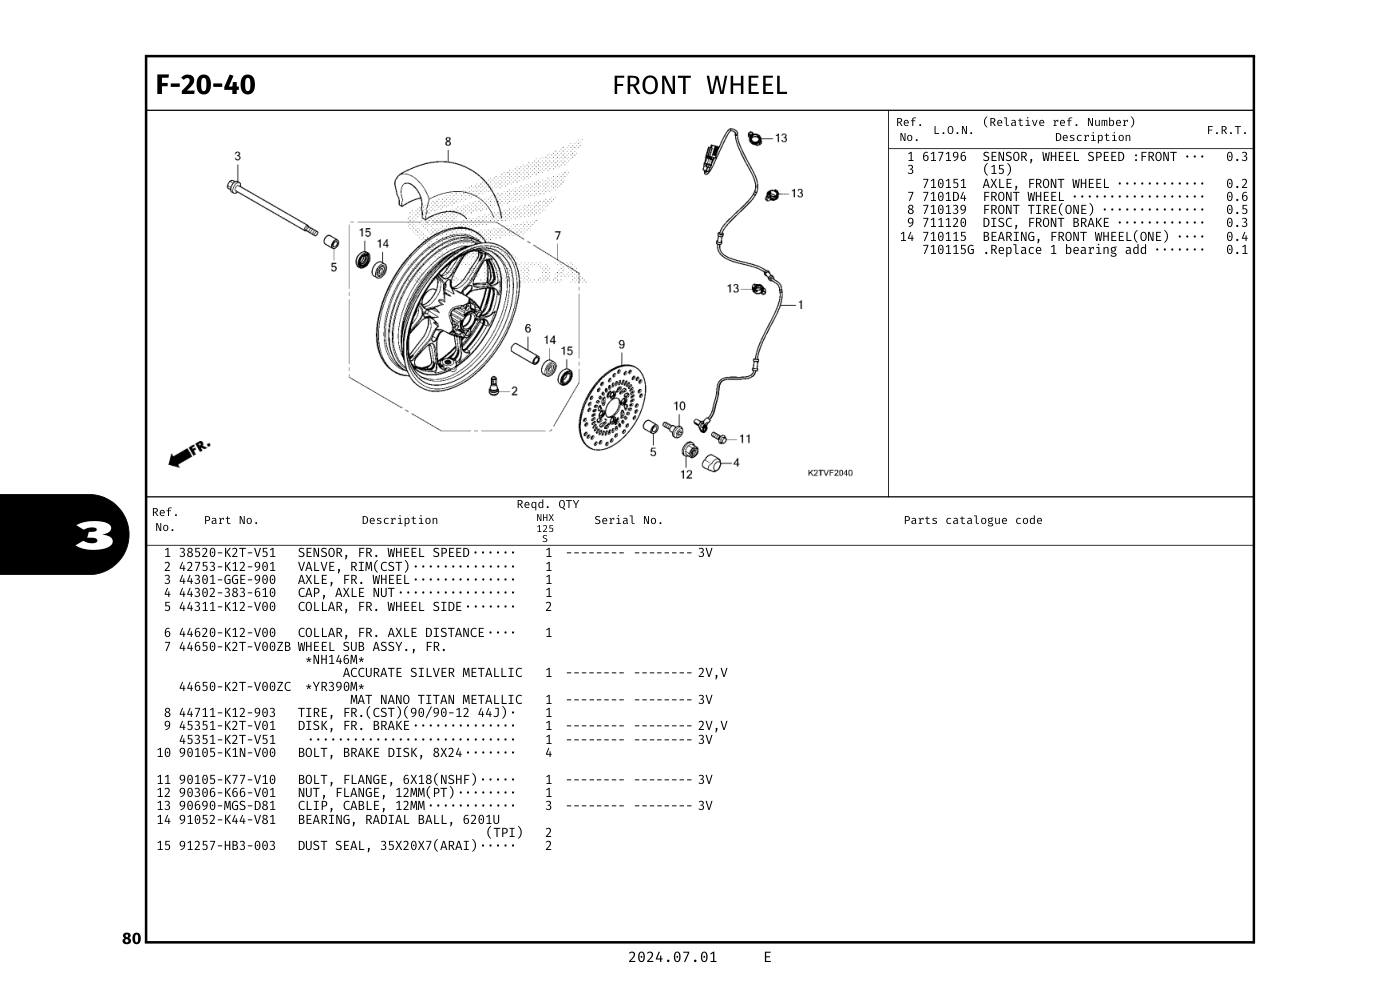 F-20-40 FRONT WHEEL
Ref. No. L.O.N. (Relative ref. Number) Description F.R.T.
1 617196 SENSOR, WHEEL SPEED :FRONT ··· 0.3
3 (15)
710151 AXLE, FRONT WHEEL ············ 0.2
7 7101D4 FRONT WHEEL ·················· 0.6
8 710139 FRONT TIRE(ONE) ·············· 0.5
9 711120 DISC, FRONT BRAKE ············ 0.3
14 710115 BEARING, FRONT WHEEL(ONE) ···· 0.4
710115G .Replace 1 bearing add ······· 0.1
3
8
13
13
15
14
7
5
13
1
6
14
15
9
2
10
11
5
4
12
FR.
K2TVF2040
Ref. No. Part No. Description Reqd. QTY NHX 125 S Serial No. Parts catalogue code
1 38520-K2T-V51 SENSOR, FR. WHEEL SPEED······ 1 -------- -------- 3V
2 42753-K12-901 VALVE, RIM(CST)·············· 1
3 44301-GGE-900 AXLE, FR. WHEEL·············· 1
4 44302-383-610 CAP, AXLE NUT················ 1
5 44311-K12-V00 COLLAR, FR. WHEEL SIDE······· 2
6 44620-K12-V00 COLLAR, FR. AXLE DISTANCE···· 1
7 44650-K2T-V00ZB WHEEL SUB ASSY., FR.
*NH146M*
ACCURATE SILVER METALLIC 1 -------- -------- 2V,V
44650-K2T-V00ZC *YR390M*
MAT NANO TITAN METALLIC 1 -------- -------- 3V
8 44711-K12-903 TIRE, FR.(CST)(90/90-12 44J)· 1
9 45351-K2T-V01 DISK, FR. BRAKE·············· 1 -------- -------- 2V,V
45351-K2T-V51 ···························· 1 -------- -------- 3V
10 90105-K1N-V00 BOLT, BRAKE DISK, 8X24······· 4
11 90105-K77-V10 BOLT, FLANGE, 6X18(NSHF)····· 1 -------- -------- 3V
12 90306-K66-V01 NUT, FLANGE, 12MM(PT)········ 1
13 90690-MGS-D81 CLIP, CABLE, 12MM············ 3 -------- -------- 3V
14 91052-K44-V81 BEARING, RADIAL BALL, 6201U
(TPI) 2
15 91257-HB3-003 DUST SEAL, 35X20X7(ARAI)····· 2
3
80
2024.07.01 E